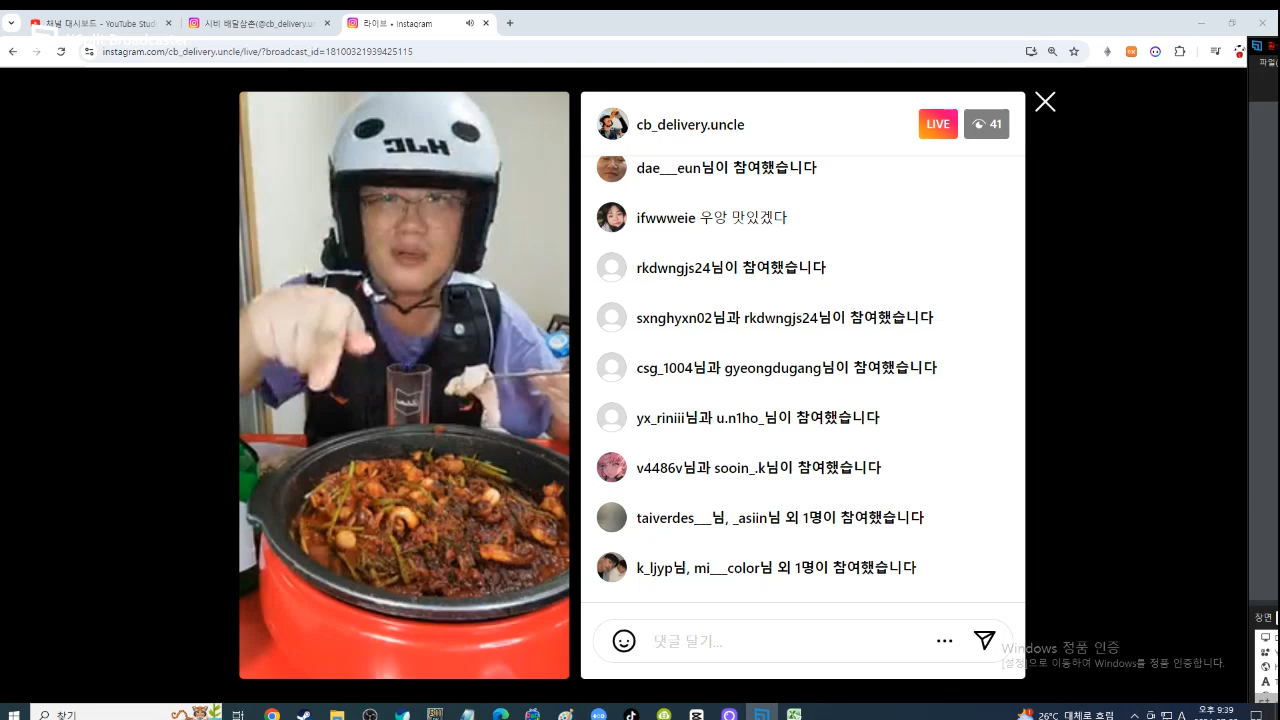 채널 대시보드 - YouTube Stud
시비 배달삼촌(@cb_delivery.u
라이브 • Instagram
XSplit Broadcaster
instagram.com/cb_delivery.uncle/live/?broadcast_id=18100321939425115
파일(
JLH
cb_delivery.uncle
LIVE
41
dae___eun님이 참여했습니다
ifwwweie 우앙 맛있겠다
rkdwngjs24님이 참여했습니다
sxnghyxn02님과 rkdwngjs24님이 참여했습니다
csg_1004님과 gyeongdugang님이 참여했습니다
yx_riniii님과 u.n1ho_님이 참여했습니다
v4486v님과 sooin_.k님이 참여했습니다
taiverdes___님, _asiin님 외 1명이 참여했습니다
k_ljyp님, mi___color님 외 1명이 참여했습니다
댓글 달기...
장면
Windows 정품 인증
[설정]으로 이동하여 Windows를 정품 인증합니다.
찾기
26°C 대체로 흐림
오후 9:39